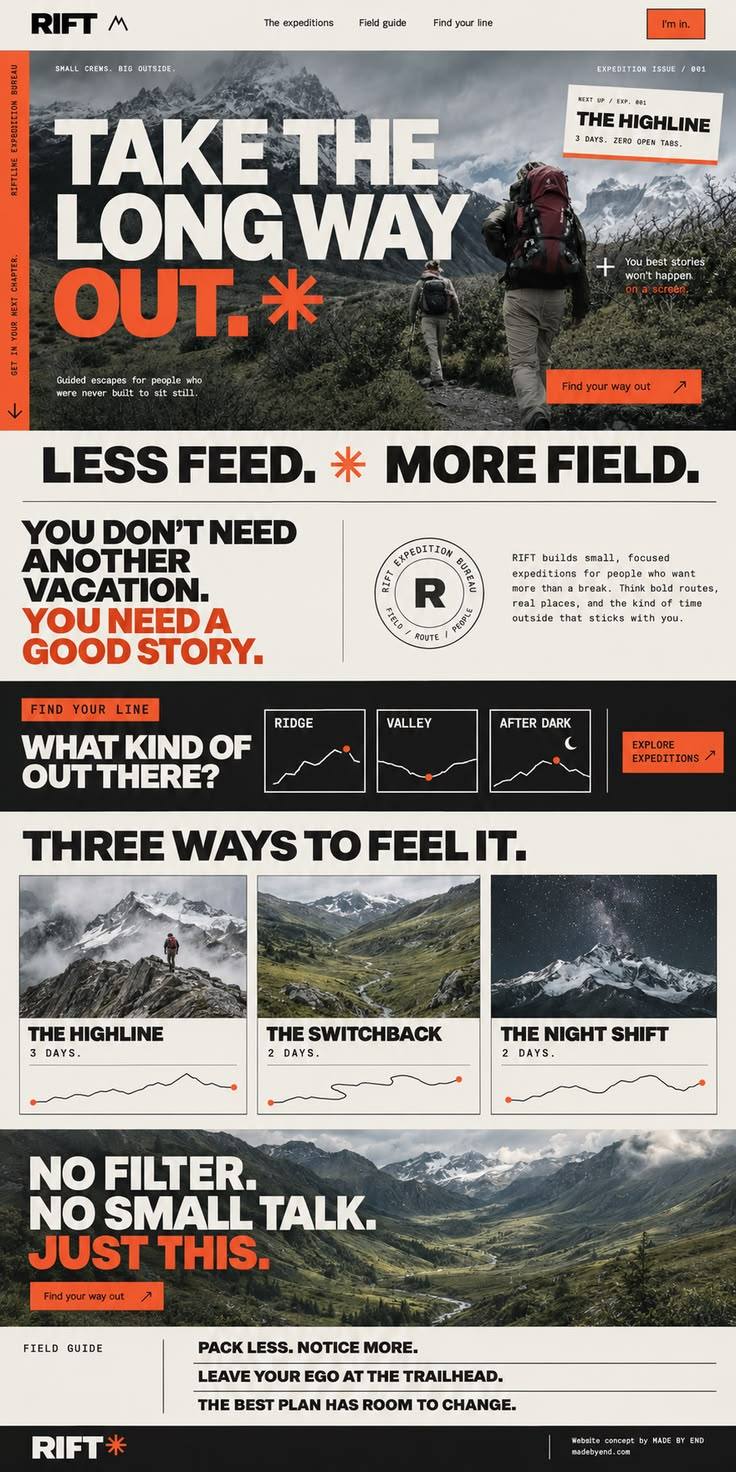 RIFT
The expeditions
Field guide
Find your line
I'm in.
RIFTLINE EXPEDITION BUREAU
GET IN YOUR NEXT CHAPTER.
SMALL CREWS. BIG OUTSIDE.
EXPEDITION ISSUE / 001
NEXT UP / EXP. 001
THE HIGHLINE
3 DAYS. ZERO OPEN TABS.
TAKE THE
LONG WAY
OUT.
You best stories
won't happen
on a screen.
Guided escapes for people who
were never built to sit still.
Find your way out
LESS FEED. MORE FIELD.
YOU DON'T NEED
ANOTHER
VACATION.
YOU NEED A
GOOD STORY.
RIFT EXPEDITION BUREAU
R
FIELD / ROUTE / PEOPLE
RIFT builds small, focused
expeditions for people who want
more than a break. Think bold routes,
real places, and the kind of time
outside that sticks with you.
FIND YOUR LINE
WHAT KIND OF
OUT THERE?
RIDGE
VALLEY
AFTER DARK
EXPLORE
EXPEDITIONS
THREE WAYS TO FEEL IT.
THE HIGHLINE
3 DAYS.
THE SWITCHBACK
2 DAYS.
THE NIGHT SHIFT
2 DAYS.
NO FILTER.
NO SMALL TALK.
JUST THIS.
Find your way out
FIELD GUIDE
PACK LESS. NOTICE MORE.
LEAVE YOUR EGO AT THE TRAILHEAD.
THE BEST PLAN HAS ROOM TO CHANGE.
RIFT
Website concept by MADE BY END
madebyend.com